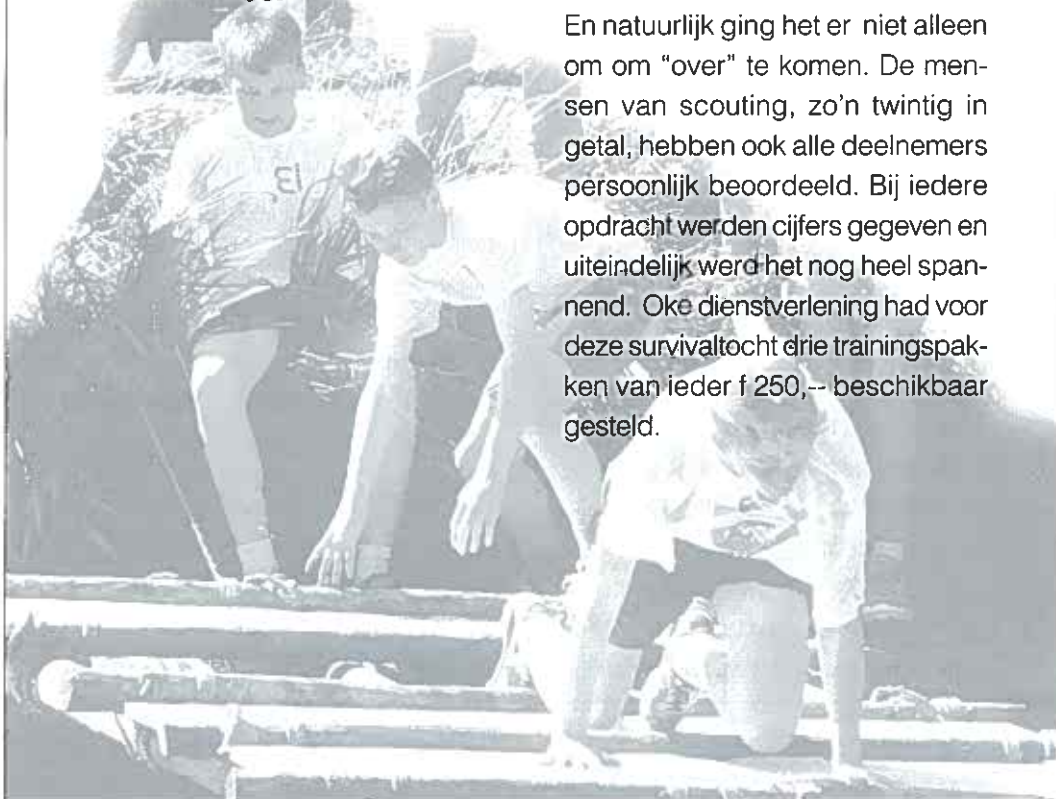 En natuurlijk ging het er niet alleen
om om "over" te komen. De men-
sen van scouting, zo'n twintig in
getal, hebben ook alle deelnemers
persoonlijk beoordeeld. Bij iedere
opdracht werden cijfers gegeven en
uiteindelijk werd het nog heel span-
nend. Oke dienstverlening had voor
deze survivaltocht drie trainingspak-
ken van ieder f 250,-- beschikbaar
gesteld.